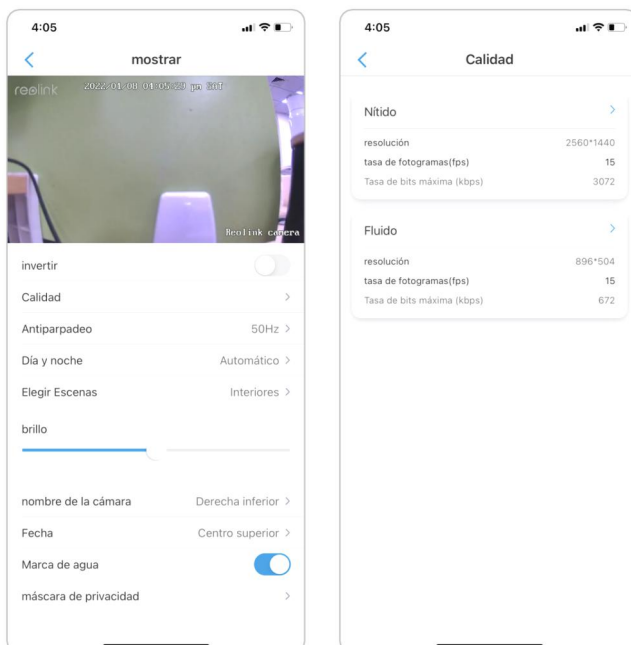 4:05
mostrar
reolink
2022/04/08 04:05:20 pm SAT
Reolink camera
invertir
Calidad
Antiparpadeo 50Hz
Día y noche Automático
Elegir Escenas Interiores
brillo
nombre de la cámara Derecha inferior
Fecha Centro superior
Marca de agua
máscara de privacidad
4:05
Calidad
Nítido
resolución 2560*1440
tasa de fotogramas(fps) 15
Tasa de bits máxima (kbps) 3072
Fluido
resolución 896*504
tasa de fotogramas(fps) 15
Tasa de bits máxima (kbps) 672